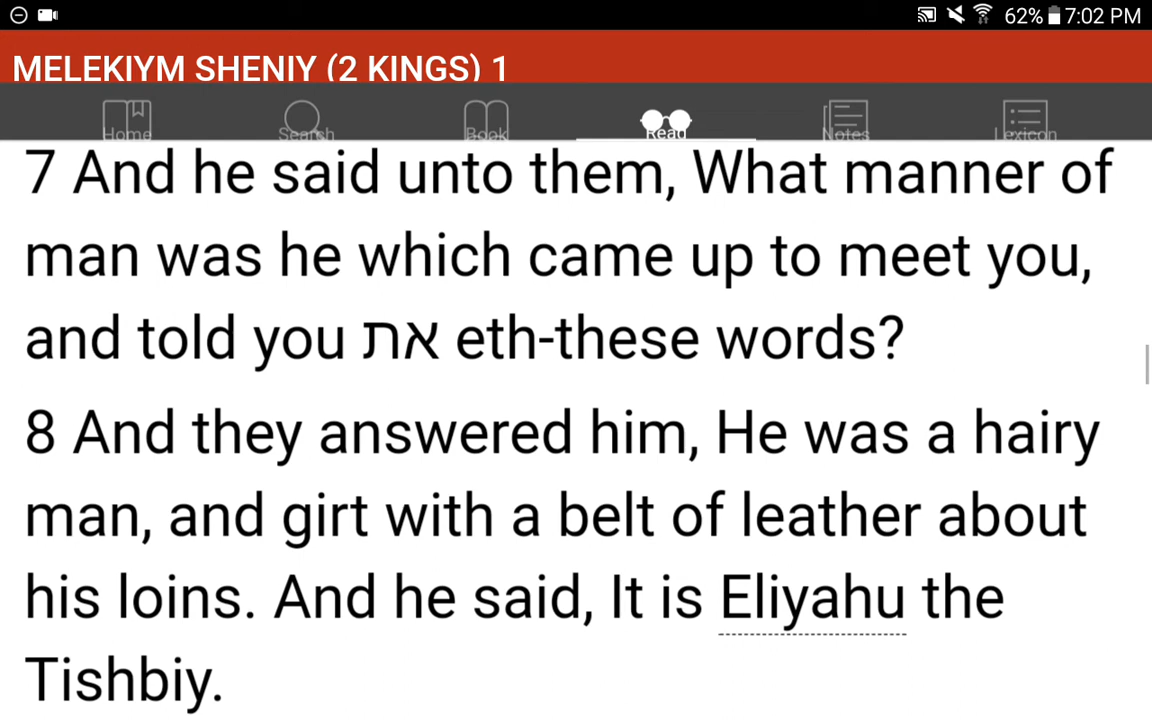 62% 7:02 PM
MELEKIYM SHENIY (2 KINGS) 1
Home Search Book Read Notes Lexicon
7 And he said unto them, What manner of
man was he which came up to meet you,
and told you את eth-these words?
8 And they answered him, He was a hairy
man, and girt with a belt of leather about
his loins. And he said, It is Eliyahu the
Tishbiy.